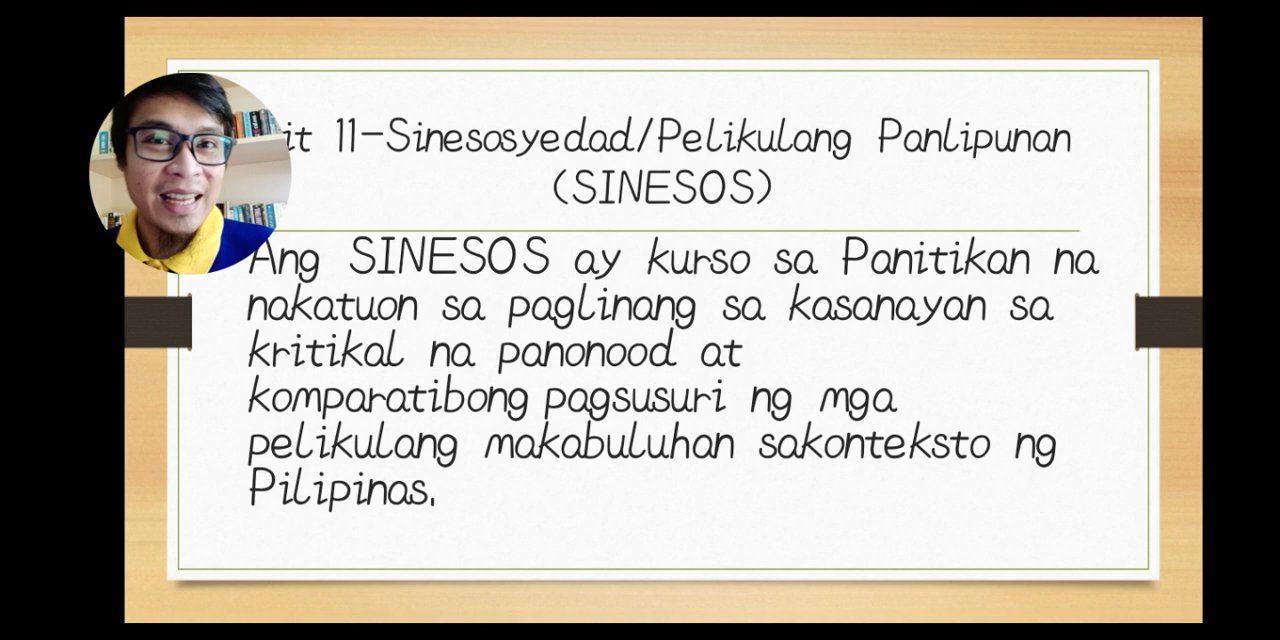 it 11-Sinesosyedad/Pelikulang Panlipunan
(SINESOS)
Ang SINESOS ay kurso sa Panitikan na
nakatuon sa paglinang sa kasanayan sa
kritikal na panonood at
komparatibong pagsusuri ng mga
pelikulang makabuluhan sakonteksto ng
Pilipinas.